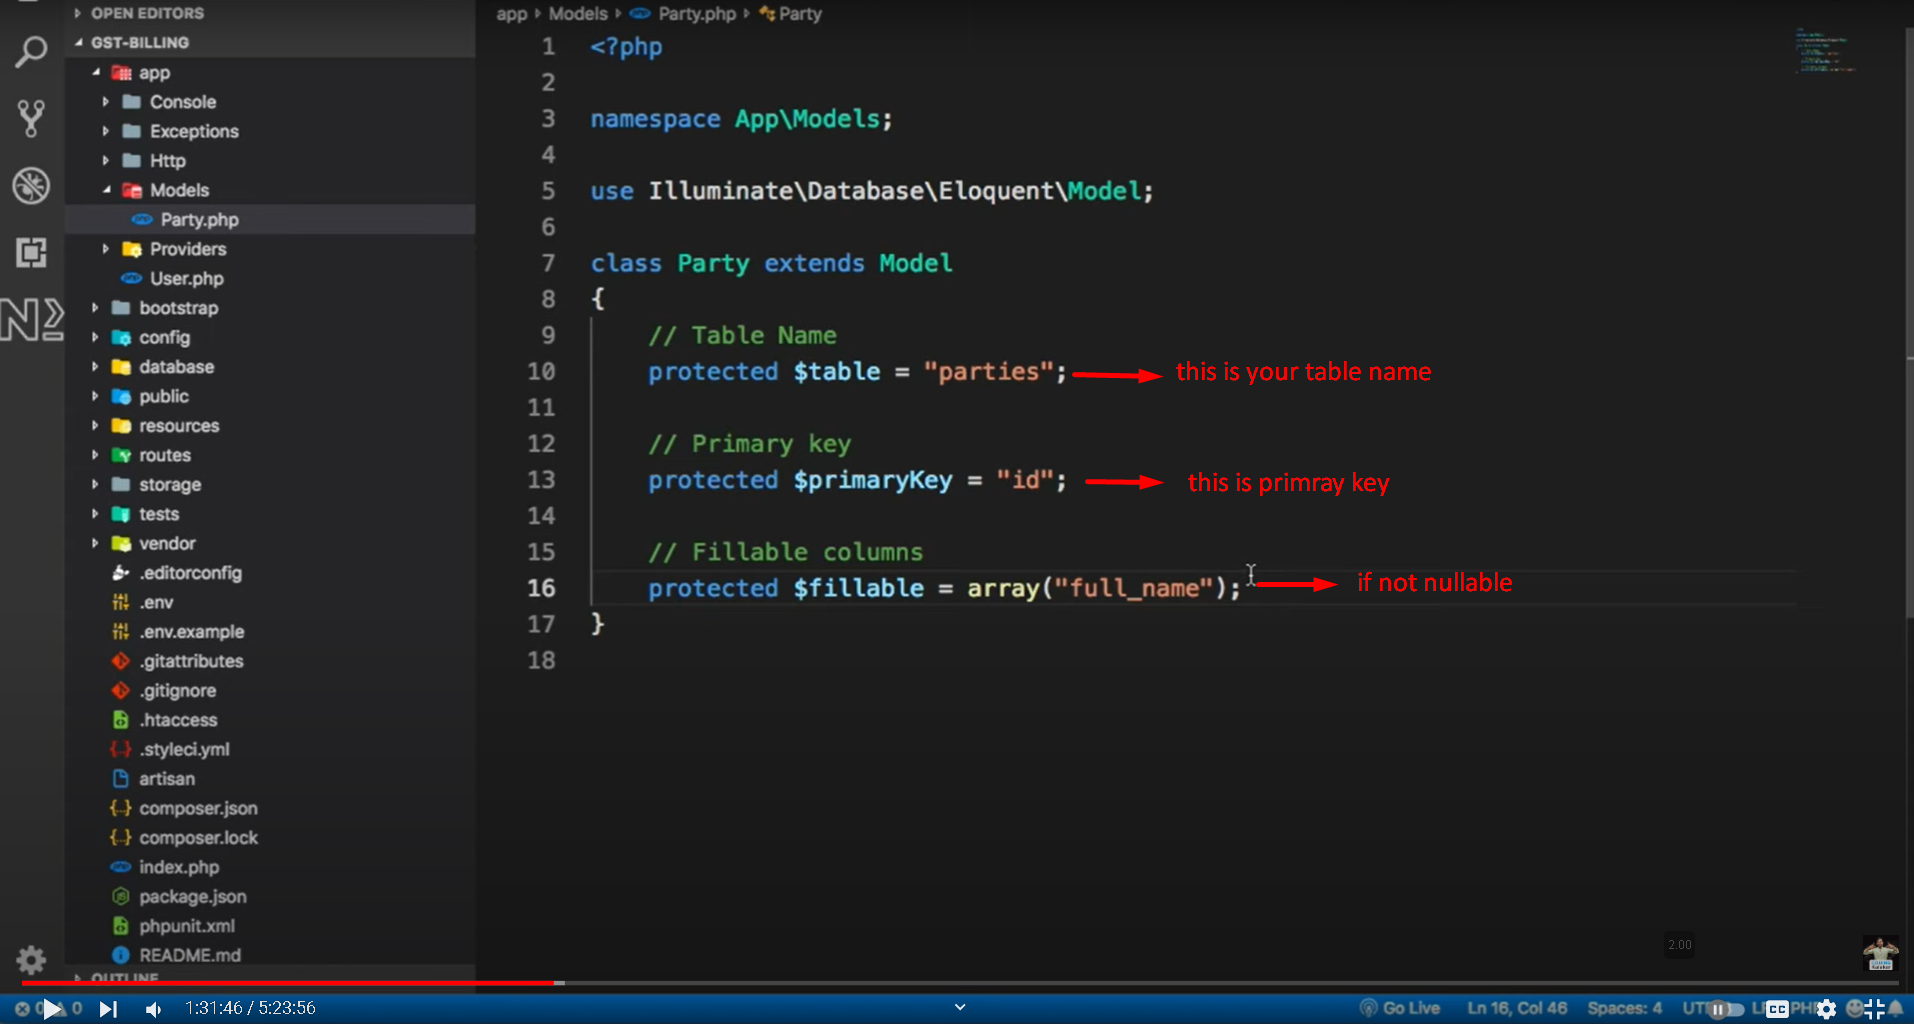 OPEN EDITORS
GST-BILLING
app
Console
Exceptions
Http
Models
Party.php
Providers
User.php
bootstrap
config
database
public
resources
routes
storage
tests
vendor
.editorconfig
.env
.env.example
.gitattributes
.gitignore
.htaccess
.styleci.yml
artisan
composer.json
composer.lock
index.php
package.json
phpunit.xml
README.md
OUTLINE
app Models Party.php Party
1 <?php
2
3 namespace App\Models;
4
5 use Illuminate\Database\Eloquent\Model;
6
7 class Party extends Model
8 {
9 // Table Name
10 protected $table = "parties"; this is your table name
11
12 // Primary key
13 protected $primaryKey = "id"; this is primray key
14
15 // Fillable columns
16 protected $fillable = array("full_name"); if not nullable
17 }
18
2.00
0 0 1:31:46 / 5:23:56 Go Live Ln 16, Col 46 Spaces: 4 CC